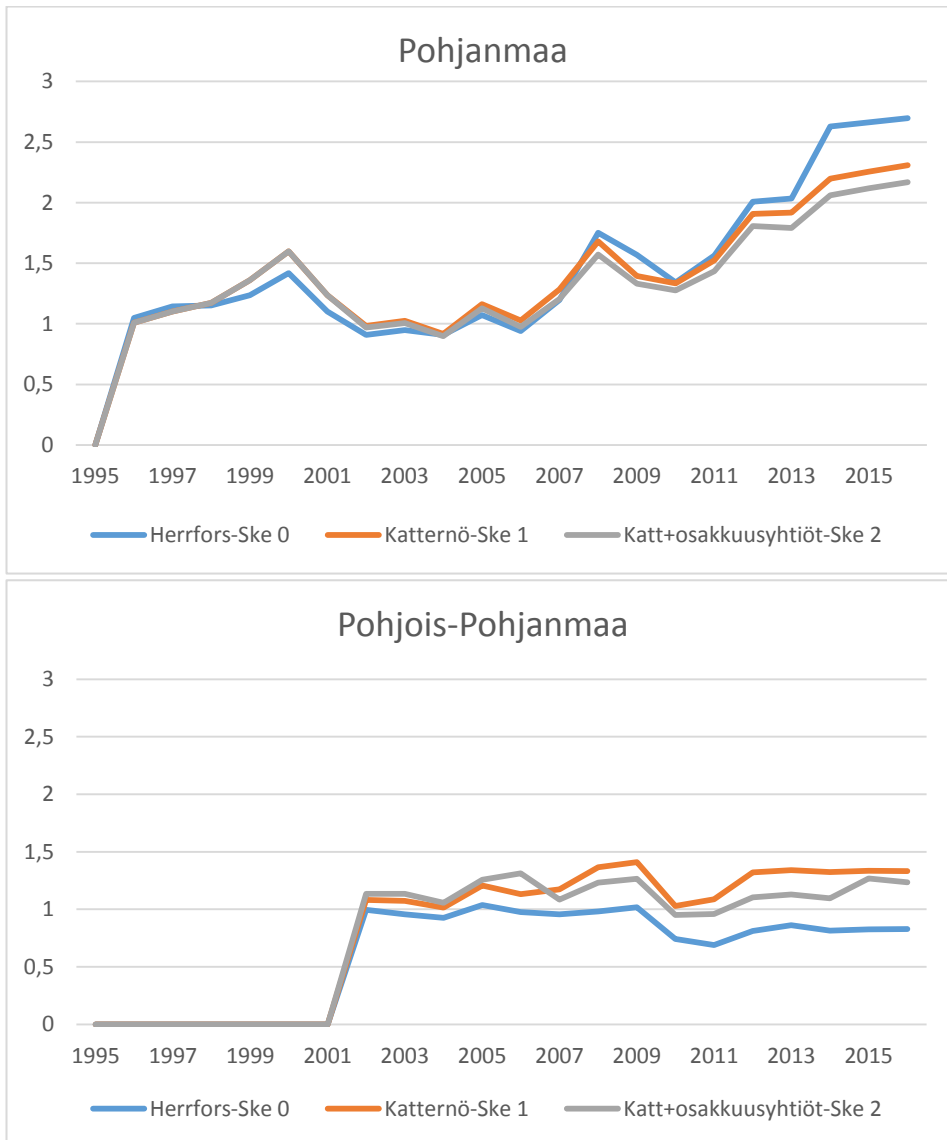 Pohjanmaa
3
2,5
2
1,5
1
0,5
0
1995 1997 1999 2001 2003 2005 2007 2009 2011 2013 2015
Herrfors-Ske 0 Katternö-Ske 1 Katt+osakkuusyhtiöt-Ske 2
Pohjois-Pohjanmaa
3
2,5
2
1,5
1
0,5
0
1995 1997 1999 2001 2003 2005 2007 2009 2011 2013 2015
Herrfors-Ske 0 Katternö-Ske 1 Katt+osakkuusyhtiöt-Ske 2